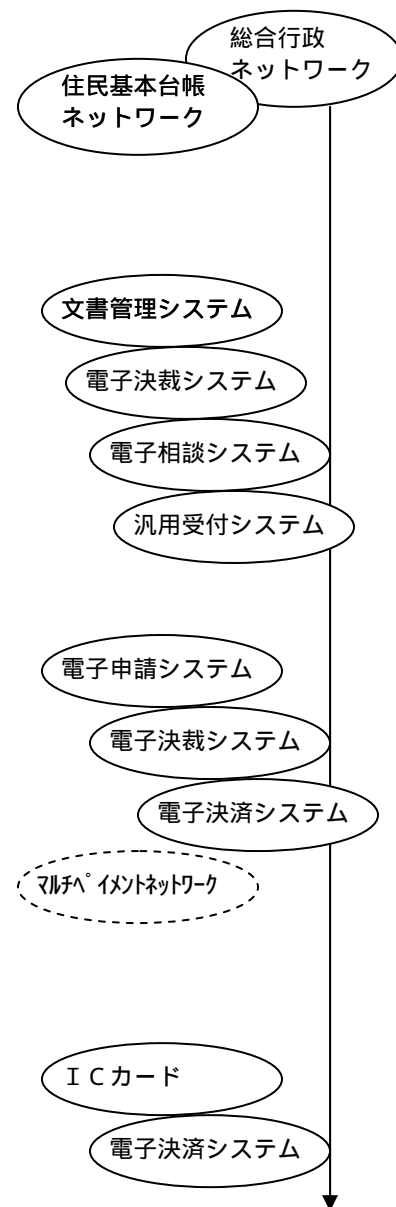 総合行政
ネットワーク
住民基本台帳
ネットワーク
文書管理システム
電子決裁システム
電子相談システム
汎用受付システム
電子申請システム
電子決裁システム
電子決済システム
ﾏﾙﾁﾍﾟｲﾒﾝﾄﾈｯﾄﾜｰｸ
ＩＣカード
電子決済システム